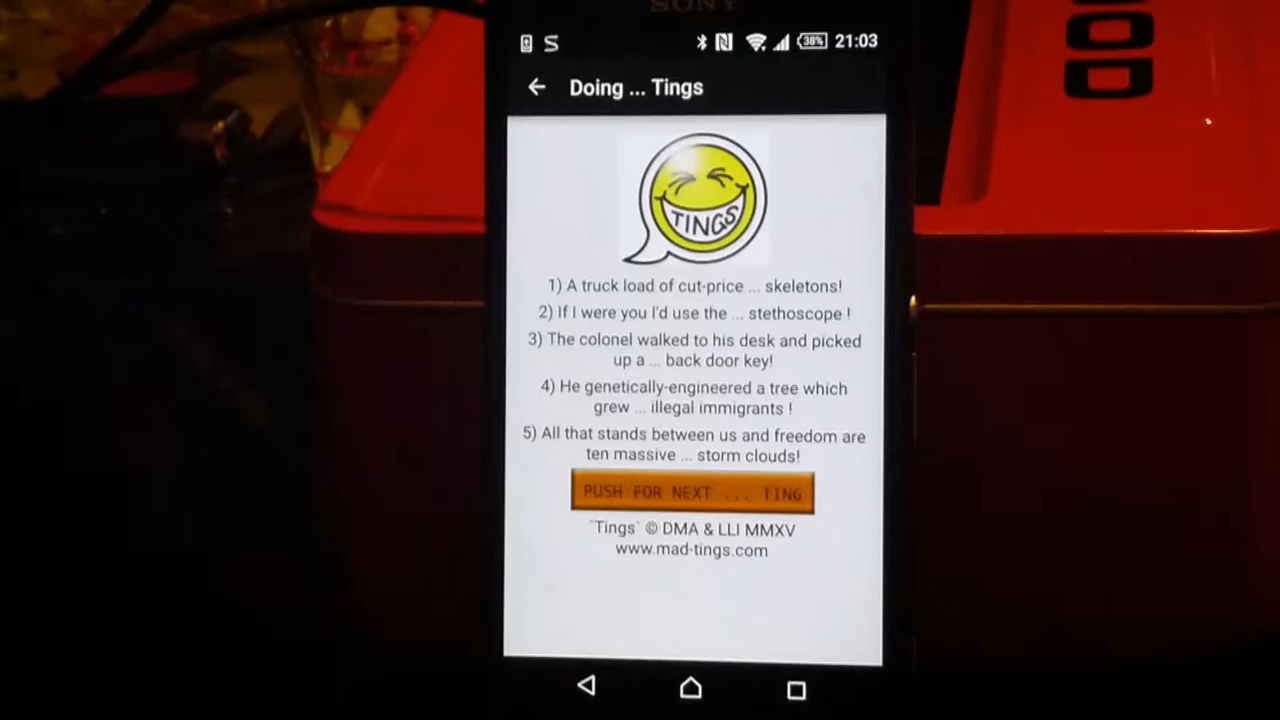 SONY
38% 21:03
Doing ... Tings
TINGS
1) A truck load of cut-price ... skeletons!
2) If I were you I'd use the ... stethoscope !
3) The colonel walked to his desk and picked
up a ... back door key!
4) He genetically-engineered a tree which
grew ... illegal immigrants !
5) All that stands between us and freedom are
ten massive ... storm clouds!
PUSH FOR NEXT ... TING
`Tings` © DMA & LLI MMXV
www.mad-tings.com